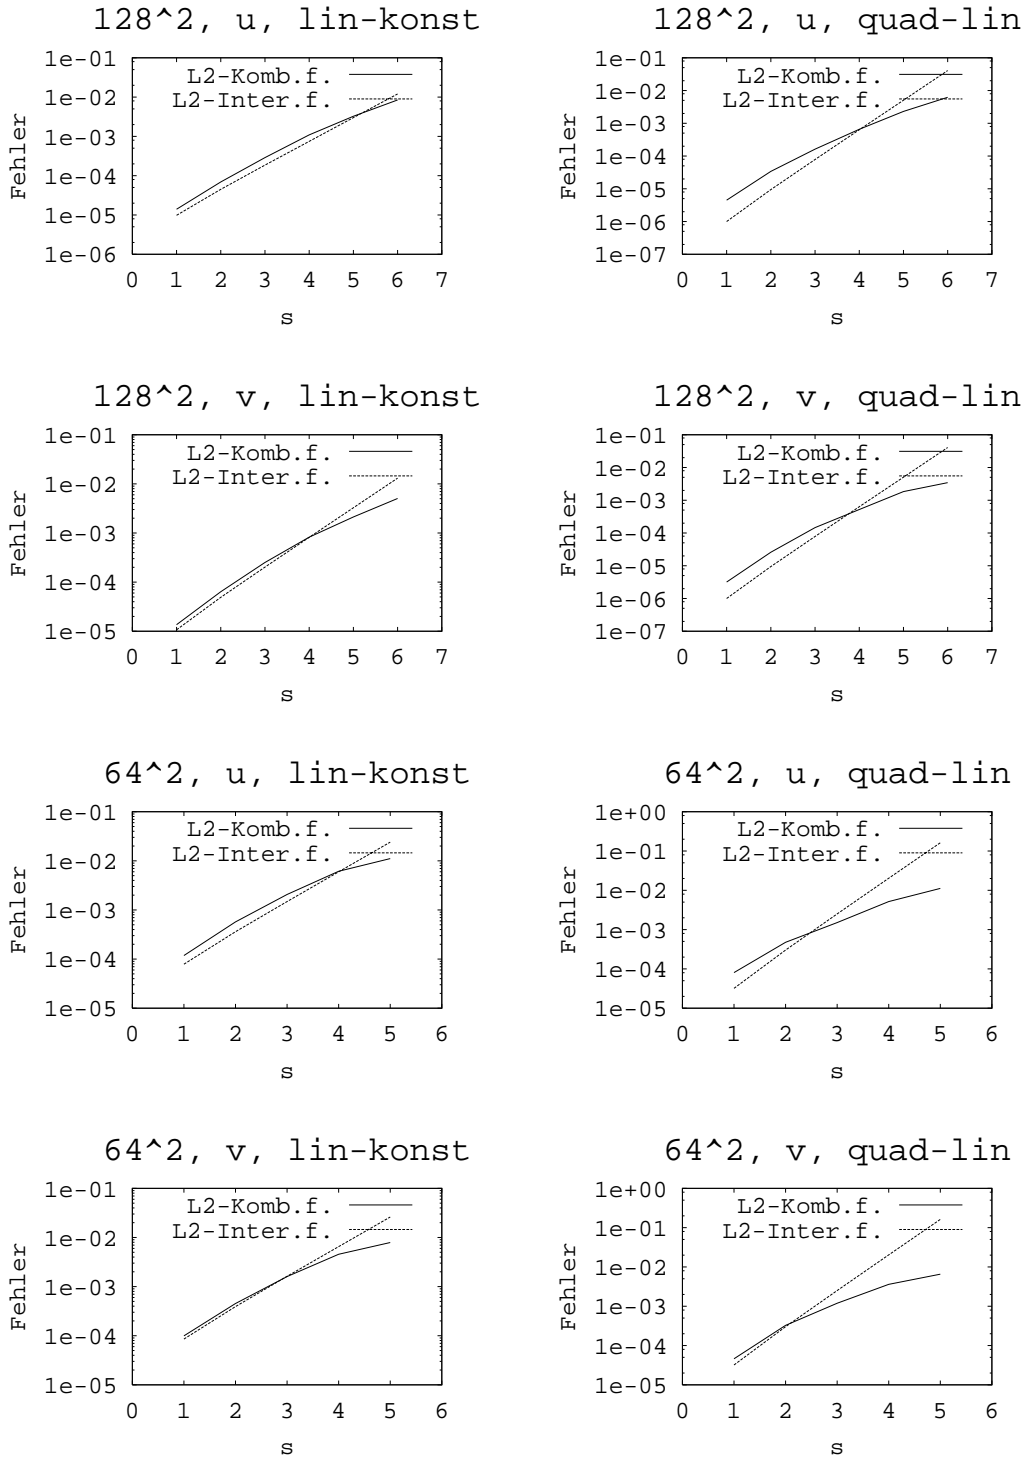 128^2, u, lin-konst
1e-01
1e-02
1e-03
1e-04
1e-05
1e-06
Fehler
L2-Komb.f.
L2-Inter.f.
0 1 2 3 4 5 6 7
s
128^2, u, quad-lin
1e-01
1e-02
1e-03
1e-04
1e-05
1e-06
1e-07
Fehler
L2-Komb.f.
L2-Inter.f.
0 1 2 3 4 5 6 7
s
128^2, v, lin-konst
1e-01
1e-02
1e-03
1e-04
1e-05
Fehler
L2-Komb.f.
L2-Inter.f.
0 1 2 3 4 5 6 7
s
128^2, v, quad-lin
1e-01
1e-02
1e-03
1e-04
1e-05
1e-06
1e-07
Fehler
L2-Komb.f.
L2-Inter.f.
0 1 2 3 4 5 6 7
s
64^2, u, lin-konst
1e-01
1e-02
1e-03
1e-04
1e-05
Fehler
L2-Komb.f.
L2-Inter.f.
0 1 2 3 4 5 6
s
64^2, u, quad-lin
1e+00
1e-01
1e-02
1e-03
1e-04
1e-05
Fehler
L2-Komb.f.
L2-Inter.f.
0 1 2 3 4 5 6
s
64^2, v, lin-konst
1e-01
1e-02
1e-03
1e-04
1e-05
Fehler
L2-Komb.f.
L2-Inter.f.
0 1 2 3 4 5 6
s
64^2, v, quad-lin
1e+00
1e-01
1e-02
1e-03
1e-04
1e-05
Fehler
L2-Komb.f.
L2-Inter.f.
0 1 2 3 4 5 6
s